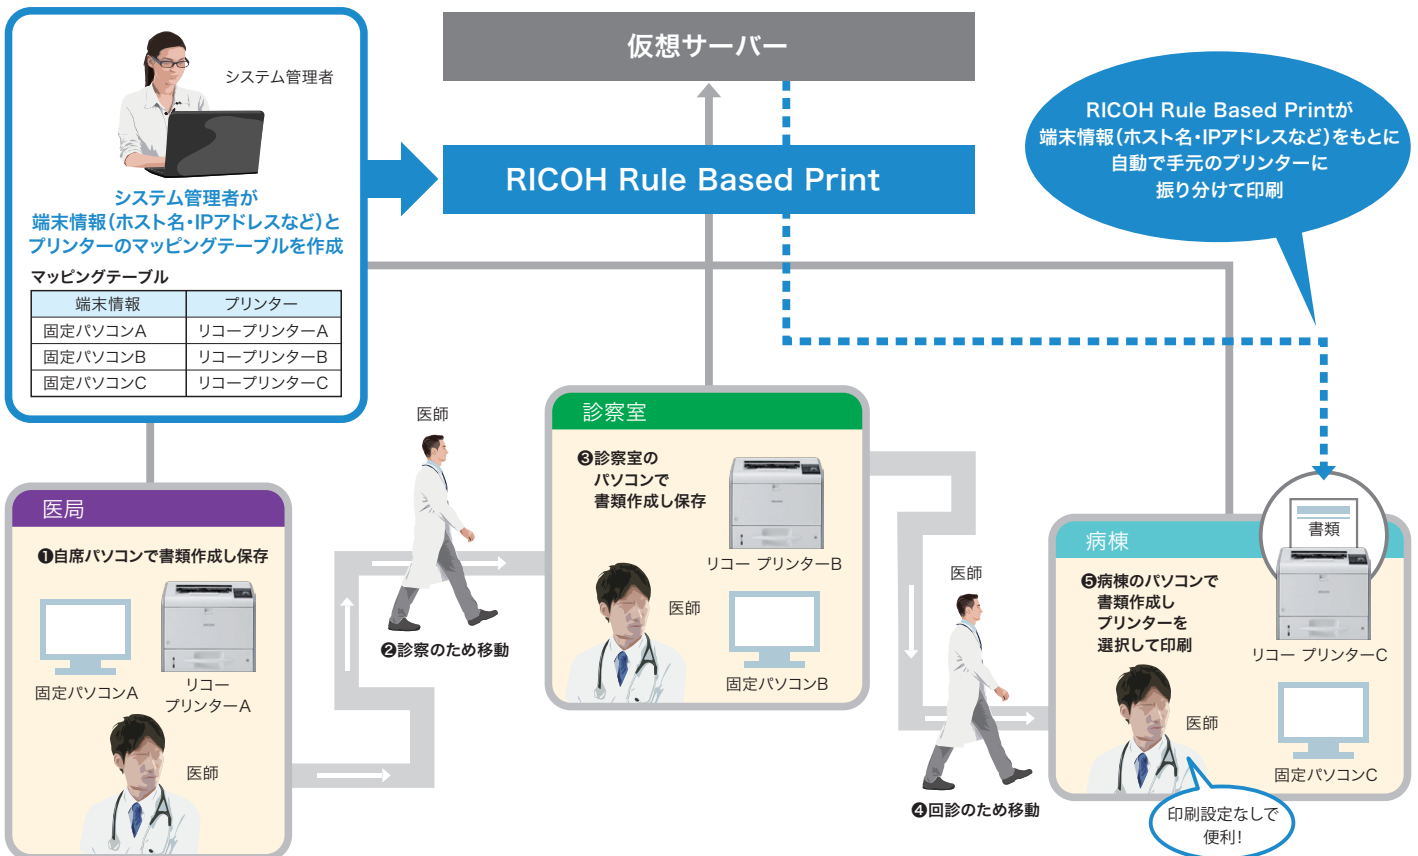 システム管理者
システム管理者が
端末情報（ホスト名・IPアドレスなど）と
プリンターのマッピングテーブルを作成
マッピングテーブル
端末情報 プリンター
固定パソコンA リコープリンターA
固定パソコンB リコープリンターB
固定パソコンC リコープリンターC
仮想サーバー
RICOH Rule Based Print
RICOH Rule Based Printが
端末情報（ホスト名・IPアドレスなど）をもとに
自動で手元のプリンターに
振り分けて印刷
医局
❶自席パソコンで書類作成し保存
固定パソコンA
リコー
プリンターA
医師
医師
❷診察のため移動
診察室
❸診察室の
パソコンで
書類作成し保存
リコー プリンターB
医師
固定パソコンB
医師
❹回診のため移動
病棟
書類
❺病棟のパソコンで
書類作成し
プリンターを
選択して印刷
リコー プリンターC
医師
固定パソコンC
印刷設定なしで
便利!